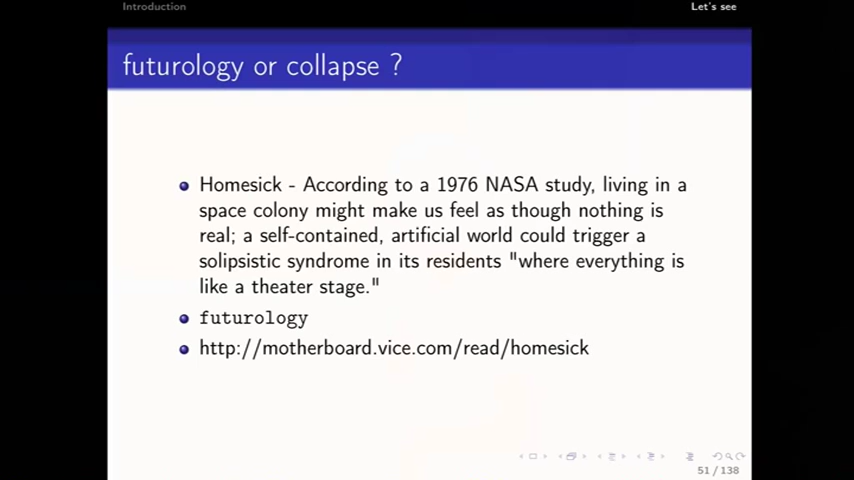 Introduction
Let's see
futurology or collapse ?
Homesick - According to a 1976 NASA study, living in a
space colony might make us feel as though nothing is
real; a self-contained, artificial world could trigger a
solipsistic syndrome in its residents "where everything is
like a theater stage."
futurology
http://motherboard.vice.com/read/homesick
51 / 138